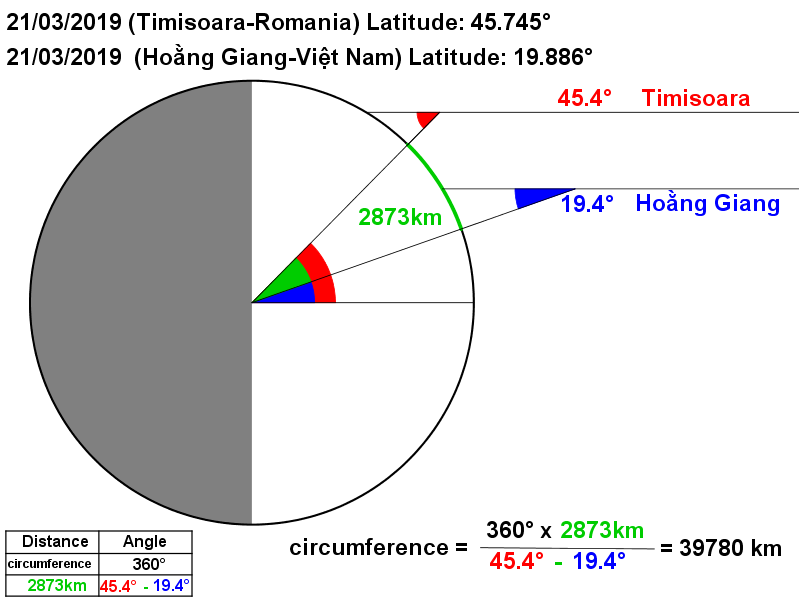 21/03/2019 (Timisoara-Romania) Latitude: 45.745°
21/03/2019 (Hoằng Giang-Việt Nam) Latitude: 19.886°
45.4° Timisoara
19.4° Hoằng Giang
2873km
Distance Angle
circumference 360°
2873km 45.4° - 19.4°
360° x 2873km
circumference = = 39780 km
45.4° - 19.4°